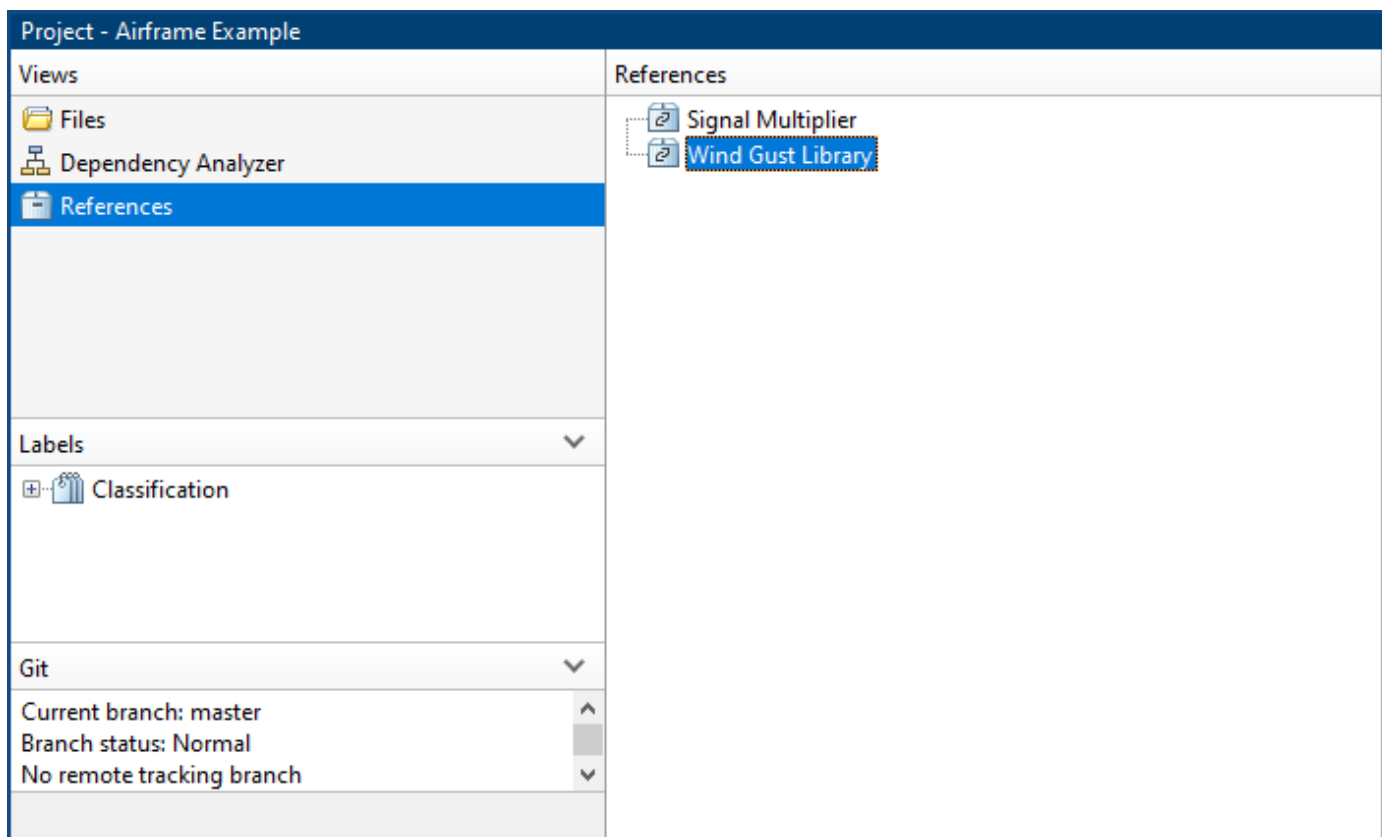 Project - Airframe Example
Views
Files
Dependency Analyzer
References
Labels
Classification
Git
Current branch: master
Branch status: Normal
No remote tracking branch
References
Signal Multiplier
Wind Gust Library